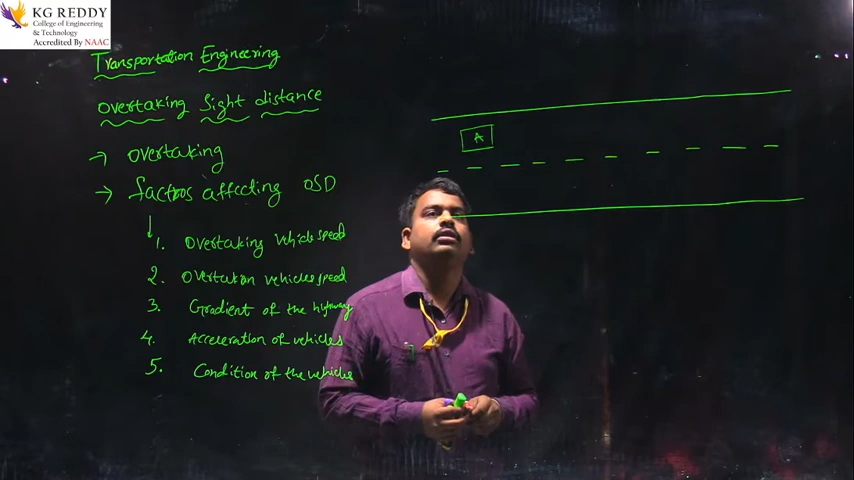 KG REDDY
College of Engineering
& Technology
Accredited By NAAC
Transportation Engineering
Overtaking Sight distance
→ Overtaking
→ factros affecting OSD
1. Overtaking vehicle speed
2. Overtaken vehicle speed
3. Gradient of the highway
4. Acceleration of vehicles
5. Condition of the vehicles
A